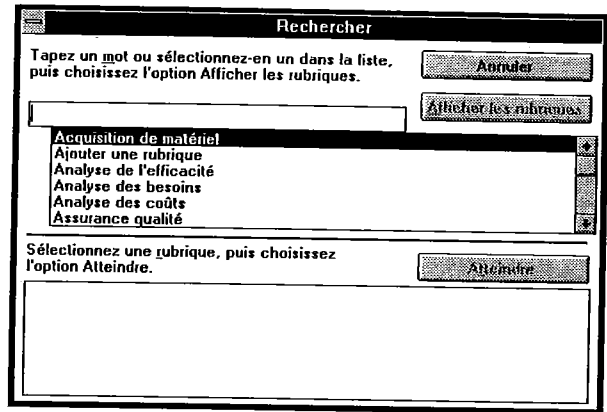 Rechercher
Tapez un mot ou sélectionnez-en un dans la liste,
puis choisissez l'option Afficher les rubriques.
Annuler
Afficher les rubriques
Acquisition de matériel
Ajouter une rubrique
Analyse de l'efficacité
Analyse des besoins
Analyse des coûts
Assurance qualité
Sélectionnez une rubrique, puis choisissez
l'option Atteindre.
Atteindre